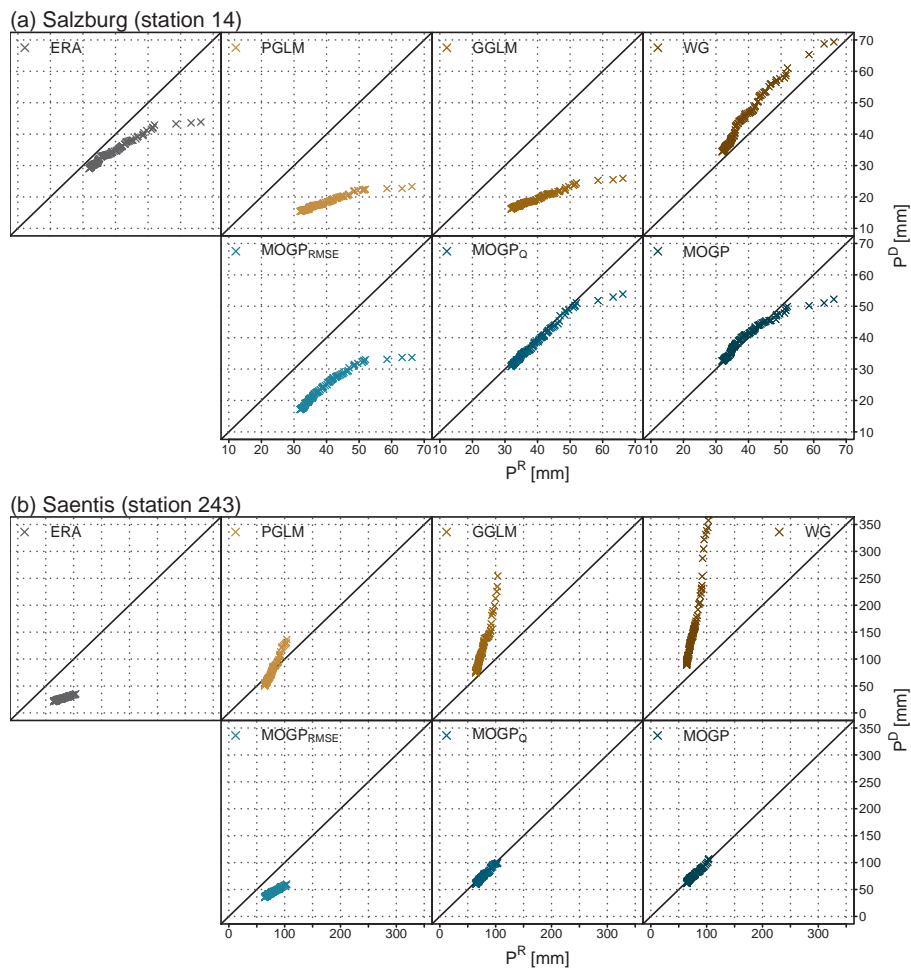 (a) Salzburg (station 14)
ERA PGLM GGLM WG
70
60
50
40
30
20
10
MOGP_RMSE MOGP_Q MOGP
70
60
50
40
30
20
10
P^D [mm]
10 20 30 40 50 60 70 10 20 30 40 50 60 70 10 20 30 40 50 60 70
P^R [mm]
(b) Saentis (station 243)
ERA PGLM GGLM WG
350
300
250
200
150
100
50
0
MOGP_RMSE MOGP_Q MOGP
350
300
250
200
150
100
50
0
P^D [mm]
0 100 200 300 0 100 200 300 0 100 200 300
P^R [mm]